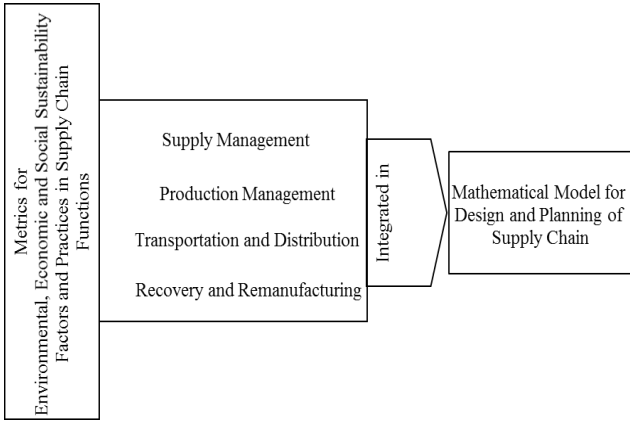 Metrics for
Environmental, Economic and Social Sustainability
Factors and Practices in Supply Chain
Functions
Supply Management
Production Management
Transportation and Distribution
Recovery and Remanufacturing
Integrated in
Mathematical Model for
Design and Planning of
Supply Chain